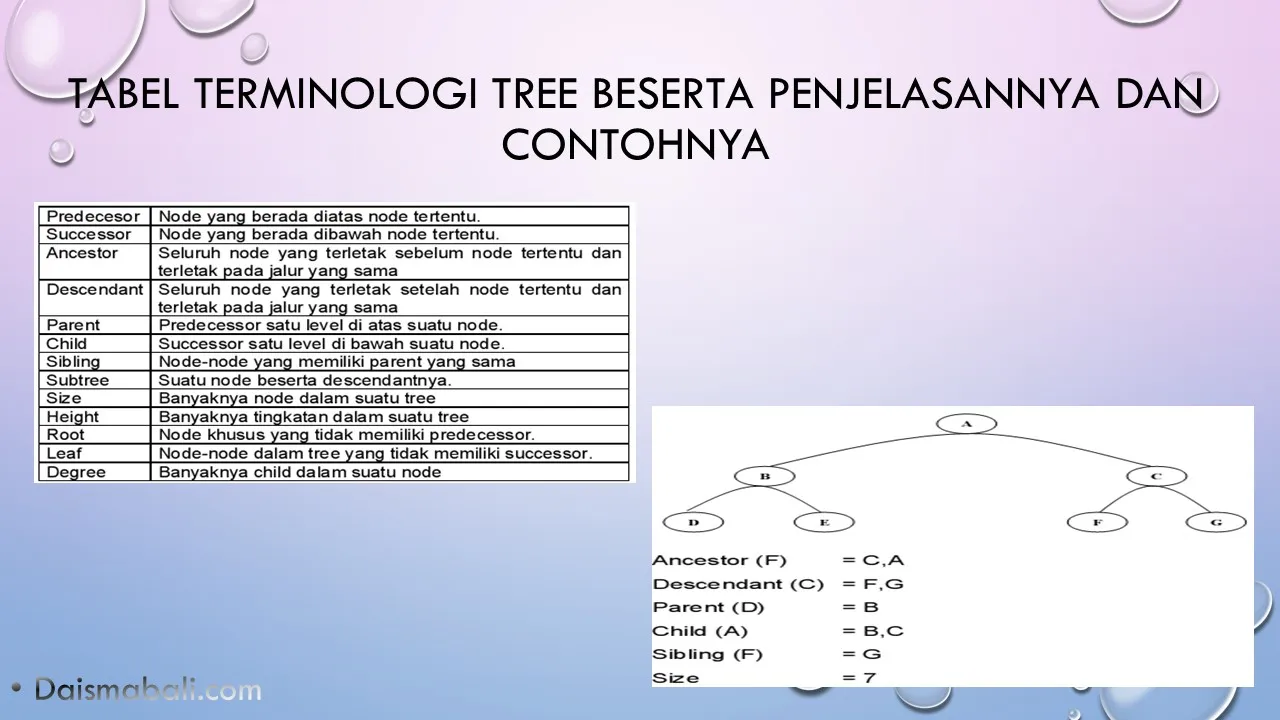 TABEL TERMINOLOGI TREE BESERTA PENJELASANNYA DAN
CONTOHNYA
Predecesor Node yang berada diatas node tertentu.
Successor Node yang berada dibawah node tertentu.
Ancestor Seluruh node yang terletak sebelum node tertentu dan
terletak pada jalur yang sama
Descendant Seluruh node yang terletak setelah node tertentu dan
terletak pada jalur yang sama
Parent Predecessor satu level di atas suatu node.
Child Successor satu level di bawah suatu node.
Sibling Node-node yang memiliki parent yang sama
Subtree Suatu node beserta descendantnya.
Size Banyaknya node dalam suatu tree
Height Banyaknya tingkatan dalam suatu tree
Root Node khusus yang tidak memiliki predecessor.
Leaf Node-node dalam tree yang tidak memiliki successor.
Degree Banyaknya child dalam suatu node
A
B C
D E F G
Ancestor (F) = C,A
Descendant (C) = F,G
Parent (D) = B
Child (A) = B,C
Sibling (F) = G
Size = 7
• Daismabali.com